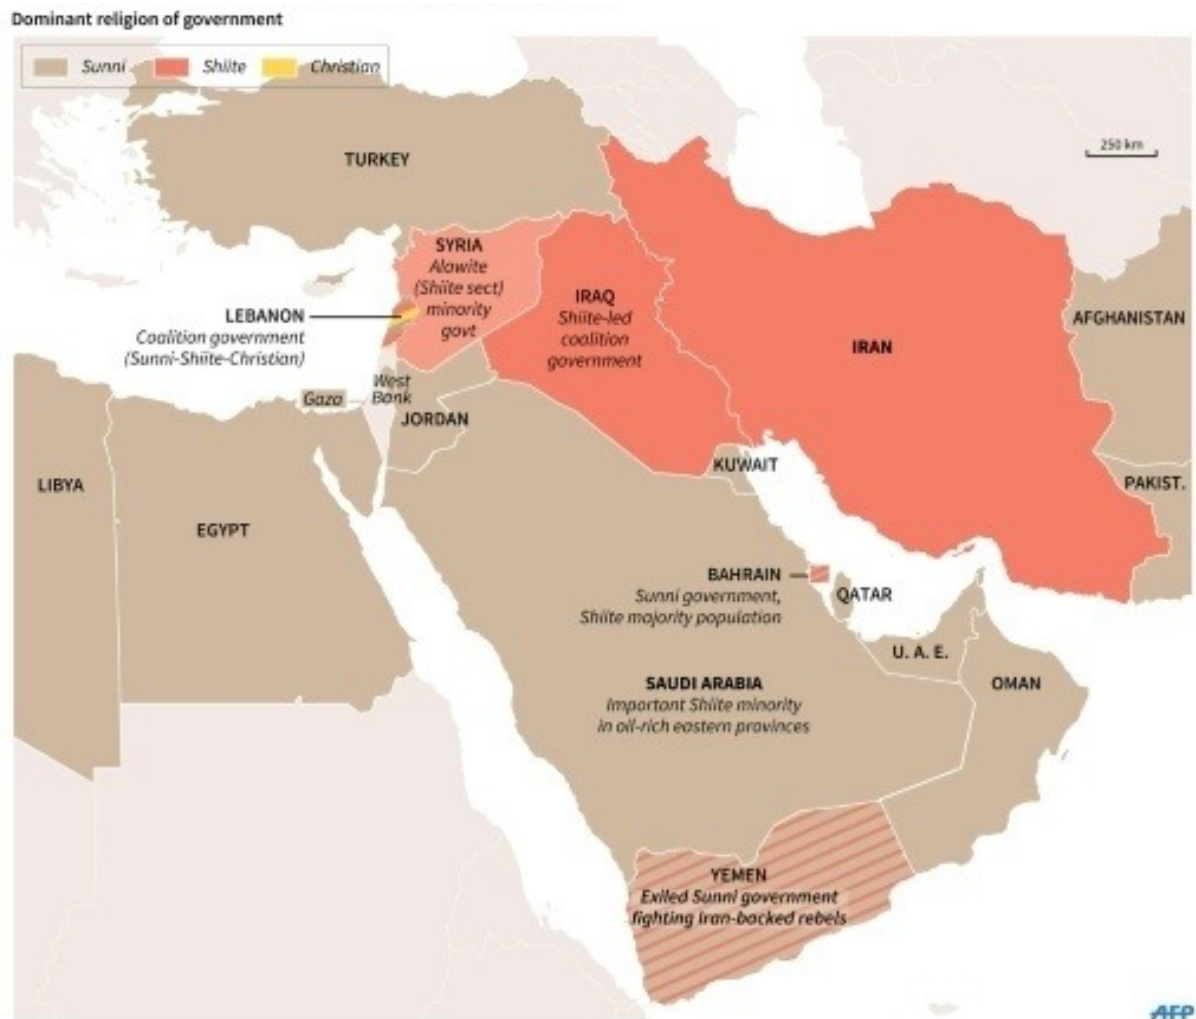 Dominant religion of government
Sunni
Shiite
Christian
250 km
TURKEY
SYRIA
Alawite
(Shiite sect)
minority
govt
IRAQ
Shiite-led
coalition
government
IRAN
AFGHANISTAN
LEBANON
Coalition government
(Sunni-Shiite-Christian)
West
Bank
Gaza
JORDAN
KUWAIT
PAKIST.
LIBYA
EGYPT
BAHRAIN
Sunni government,
Shiite majority population
QATAR
U. A. E.
SAUDI ARABIA
Important Shiite minority
in oil-rich eastern provinces
OMAN
YEMEN
Exiled Sunni government
fighting Iran-backed rebels
AFP